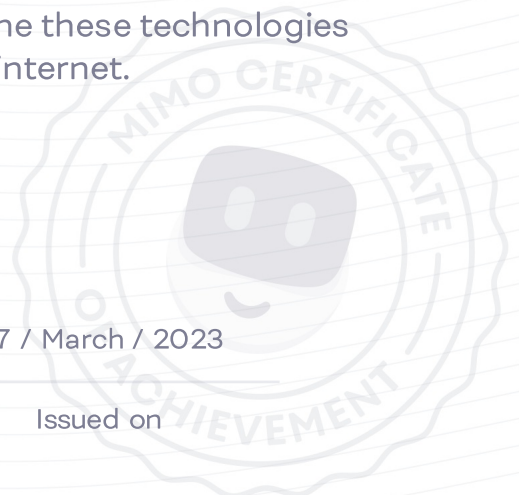 ne these technologies
internet.
MIMO CERTIFICATE
OF ACHIEVEMENT
7 / March / 2023
Issued on